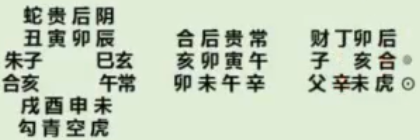 蛇贵后阴
丑寅卯辰
朱子 巳玄
合亥 午常
戌酉申未
勾青空虎
合后贵常
亥卯寅午
卯未午辛
财丁卯后
子 亥合◎
父辛未虎⊙